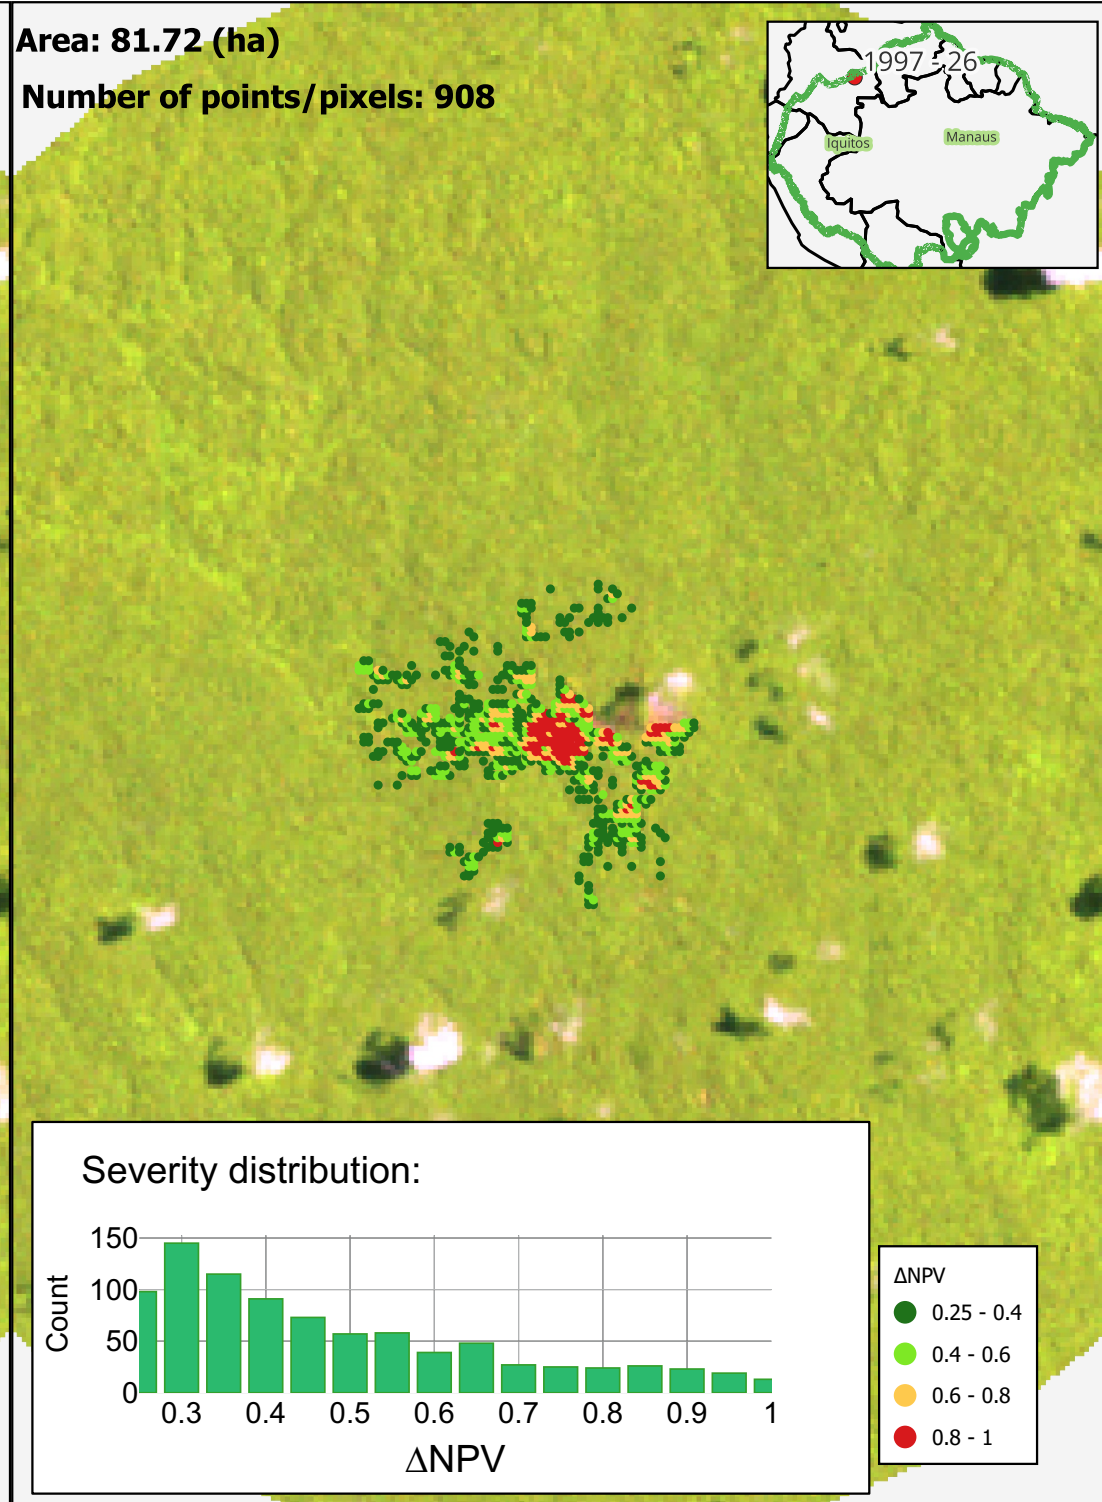 Area: 81.72 (ha)
Number of points/pixels: 908
1997 - 26
Iquitos
Manaus
Severity distribution:
150
100
50
0
Count
0.3 0.4 0.5 0.6 0.7 0.8 0.9 1
ΔNPV
ΔNPV
0.25 - 0.4
0.4 - 0.6
0.6 - 0.8
0.8 - 1